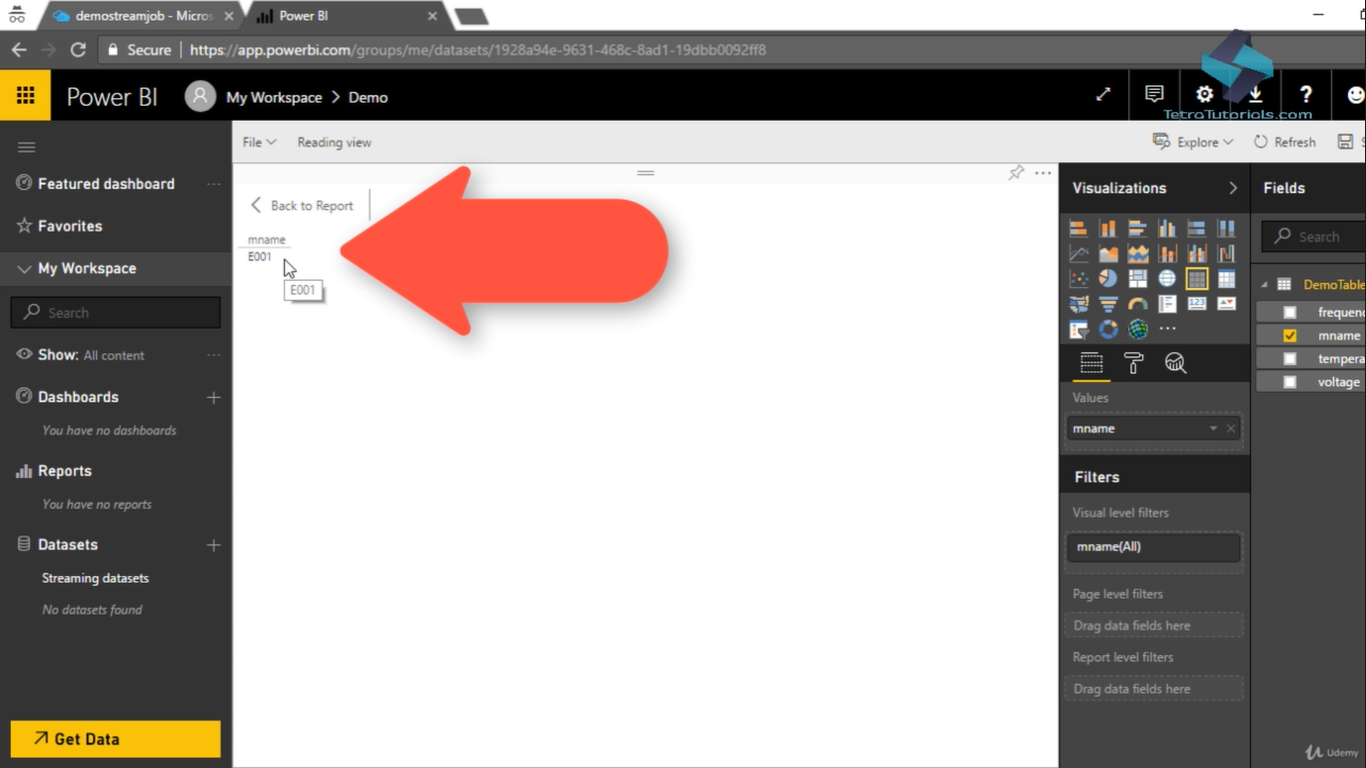 demostreamjob - Micros
Power BI
Secure
https://app.powerbi.com/groups/me/datasets/1928a94e-9631-468c-8ad1-19dbb0092ff8
Power BI
My Workspace > Demo
?
TetraTutorials.com
File
Reading view
Explore
Refresh
S
Featured dashboard
Favorites
My Workspace
Search
Show: All content
Dashboards
You have no dashboards
Reports
You have no reports
Datasets
Streaming datasets
No datasets found
Get Data
Back to Report
mname
E001
E001
Visualizations
123
Values
mname
Filters
Visual level filters
mname(All)
Page level filters
Drag data fields here
Report level filters
Drag data fields here
Fields
Search
DemoTable
frequenc
mname
tempera
voltage
Udemy